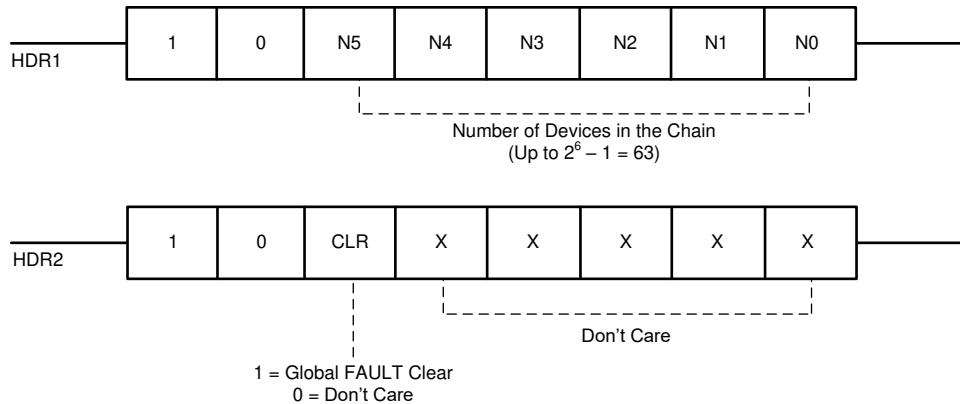 HDR1 1 0 N5 N4 N3 N2 N1 N0
Number of Devices in the Chain
(Up to 2⁶ – 1 = 63)
HDR2 1 0 CLR X X X X X
Don't Care
1 = Global FAULT Clear
0 = Don't Care